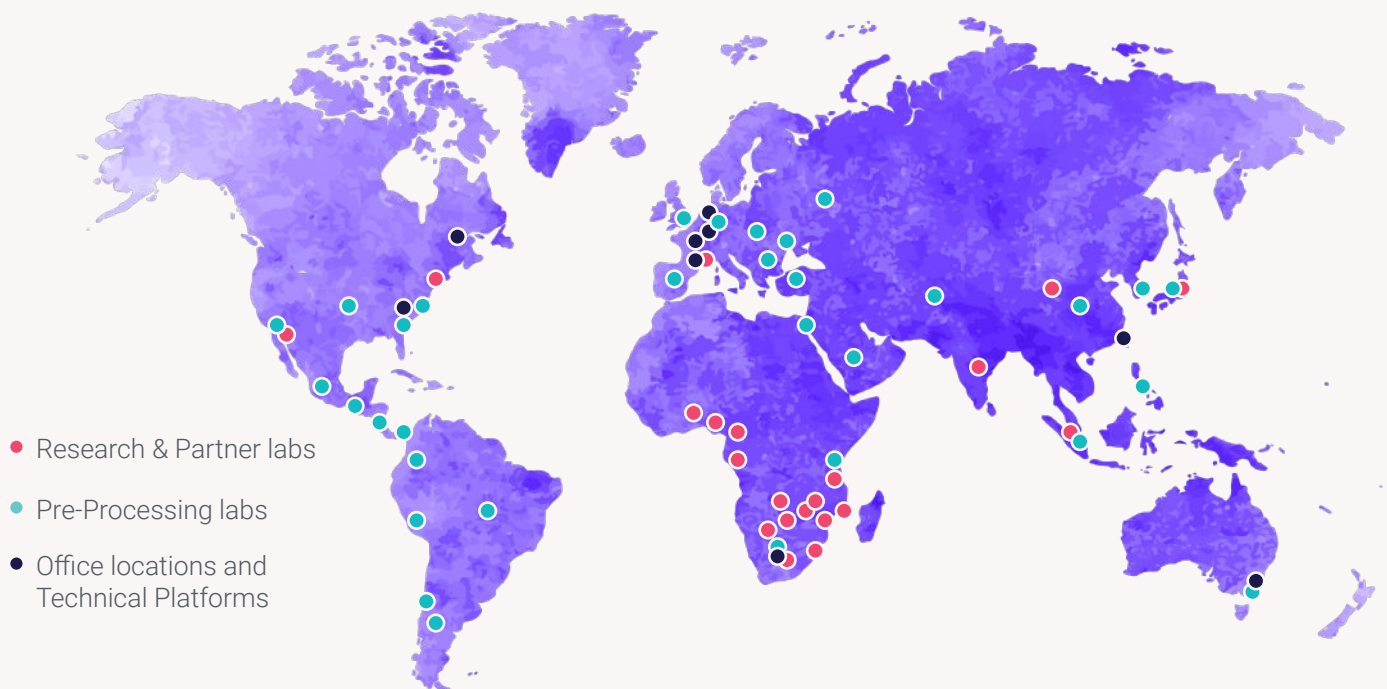 Research & Partner labs
Pre-Processing labs
Office locations and
Technical Platforms